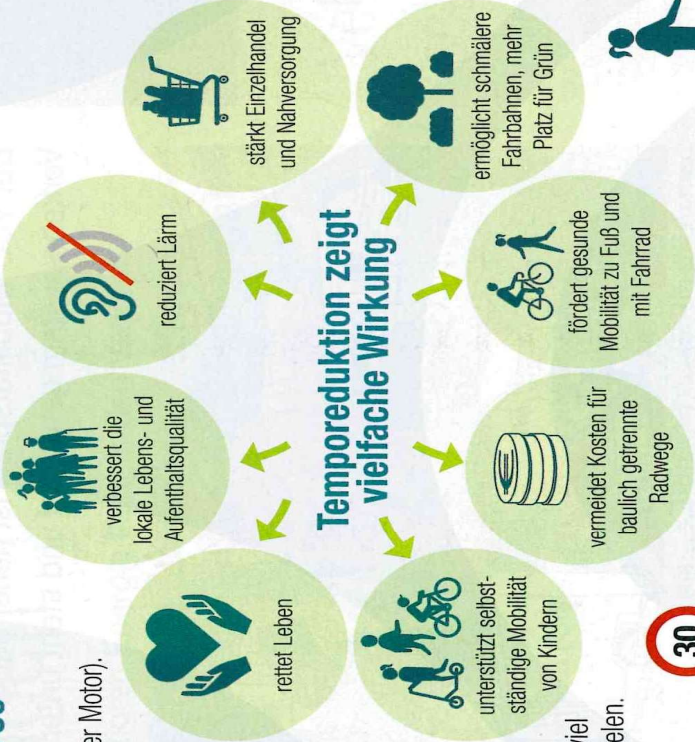 er Motor).
Temporeduktion zeigt
vielfache Wirkung
rettet Leben
verbessert die
lokale Lebens- und
Aufenthaltsqualität
reduziert Lärm
stärkt Einzelhandel
und Nahversorgung
ermöglicht schmälere
Fahrbahnen, mehr
Platz für Grün
fördert gesunde
Mobilität zu Fuß und
mit Fahrrad
vermeidet Kosten für
baulich getrennte
Radwege
unterstützt selbst-
ständige Mobilität
von Kindern
viel
elen.
30